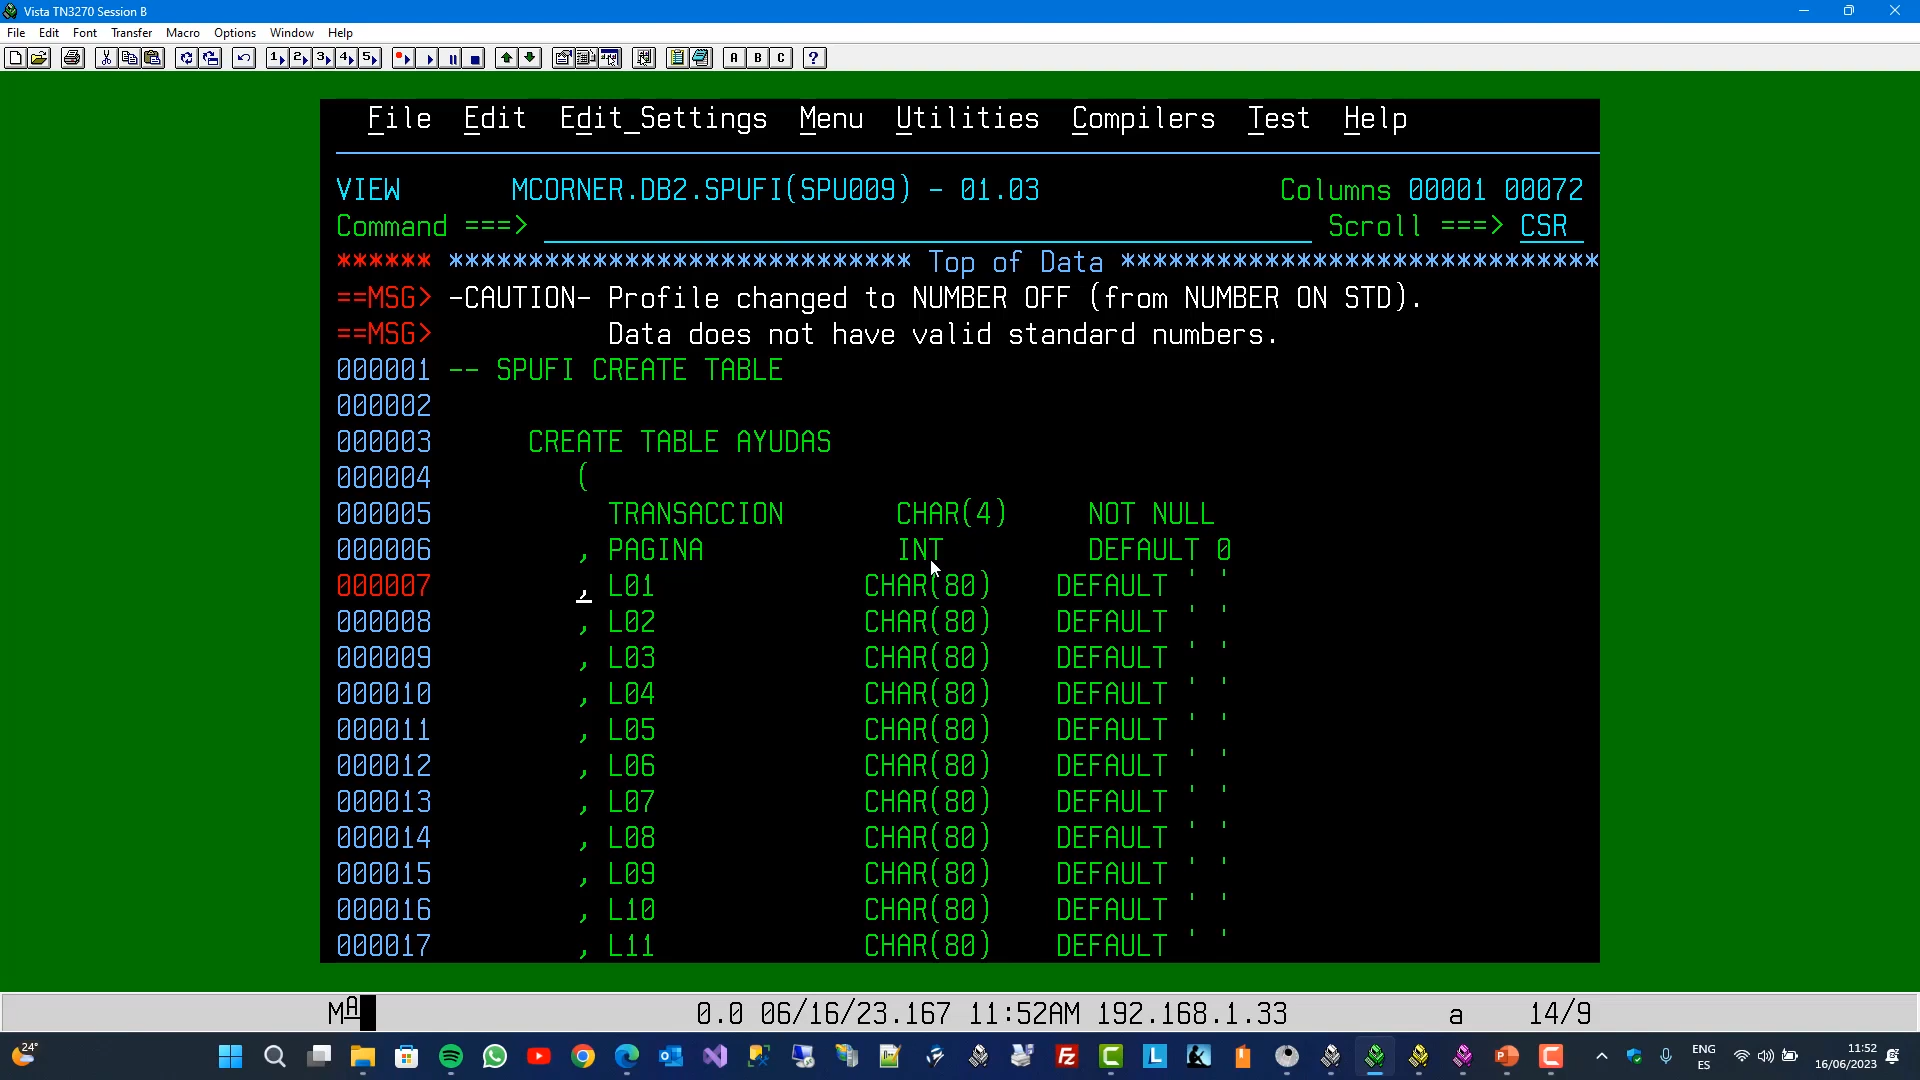 Vista TN3270 Session B
File Edit Font Transfer Macro Options Window Help
1 2 3 4 5 A B C ?
File Edit Edit_Settings Menu Utilities Compilers Test Help
VIEW MCORNER.DB2.SPUFI(SPU009) - 01.03 Columns 00001 00072
Command ===> Scroll ===> CSR
****** ***************************** Top of Data ******************************
==MSG> -CAUTION- Profile changed to NUMBER OFF (from NUMBER ON STD).
==MSG> Data does not have valid standard numbers.
000001 -- SPUFI CREATE TABLE
000002
000003 CREATE TABLE AYUDAS
000004 (
000005 TRANSACCION CHAR(4) NOT NULL
000006 , PAGINA INT DEFAULT 0
000007 , L01 CHAR(80) DEFAULT ' '
000008 , L02 CHAR(80) DEFAULT ' '
000009 , L03 CHAR(80) DEFAULT ' '
000010 , L04 CHAR(80) DEFAULT ' '
000011 , L05 CHAR(80) DEFAULT ' '
000012 , L06 CHAR(80) DEFAULT ' '
000013 , L07 CHAR(80) DEFAULT ' '
000014 , L08 CHAR(80) DEFAULT ' '
000015 , L09 CHAR(80) DEFAULT ' '
000016 , L10 CHAR(80) DEFAULT ' '
000017 , L11 CHAR(80) DEFAULT ' '
MA 0.0 06/16/23.167 11:52AM 192.168.1.33 a 14/9
24° ENG 11:52
ES 16/06/2023